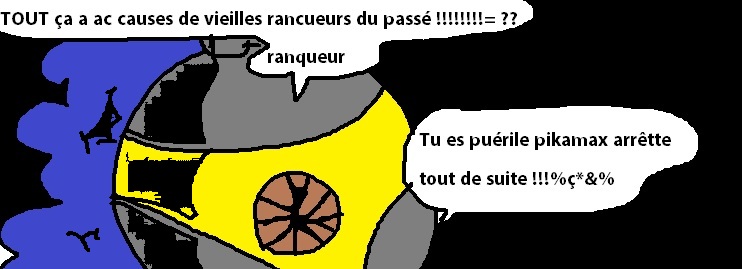 TOUT ça a ac causes de vieilles rancueurs du passé !!!!!!!!= ??
ranqueur
Tu es puérile pikamax arrêtte
tout de suite !!!%ç*&%